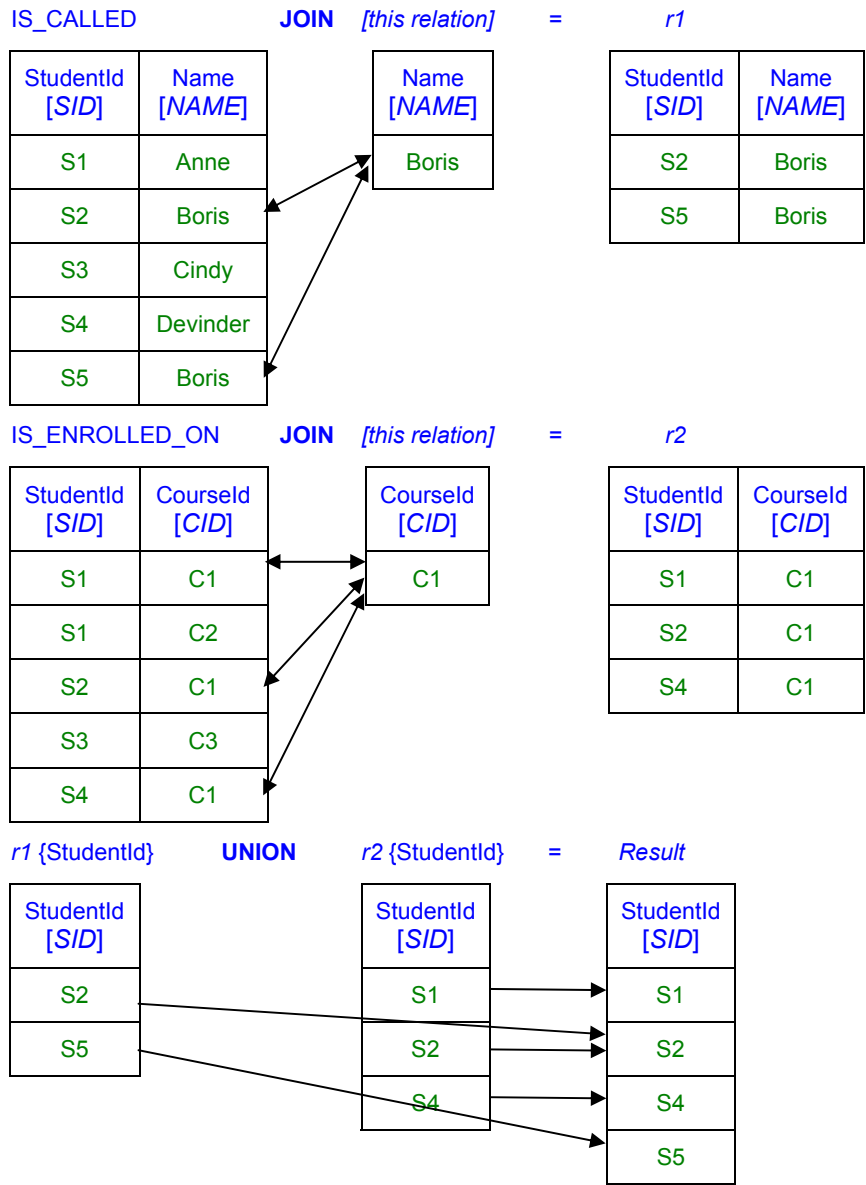 IS_CALLED JOIN [this relation] = r1
StudentId Name Name StudentId Name
[SID] [NAME] [NAME] [SID] [NAME]
S1 Anne Boris S2 Boris
S2 Boris S5 Boris
S3 Cindy
S4 Devinder
S5 Boris
IS_ENROLLED_ON JOIN [this relation] = r2
StudentId CourseId CourseId StudentId CourseId
[SID] [CID] [CID] [SID] [CID]
S1 C1 C1 S1 C1
S1 C2 S2 C1
S2 C1 S4 C1
S3 C3
S4 C1
r1 {StudentId} UNION r2 {StudentId} = Result
StudentId StudentId StudentId
[SID] [SID] [SID]
S2 S1 S1
S5 S2 S2
S4 S4
S5